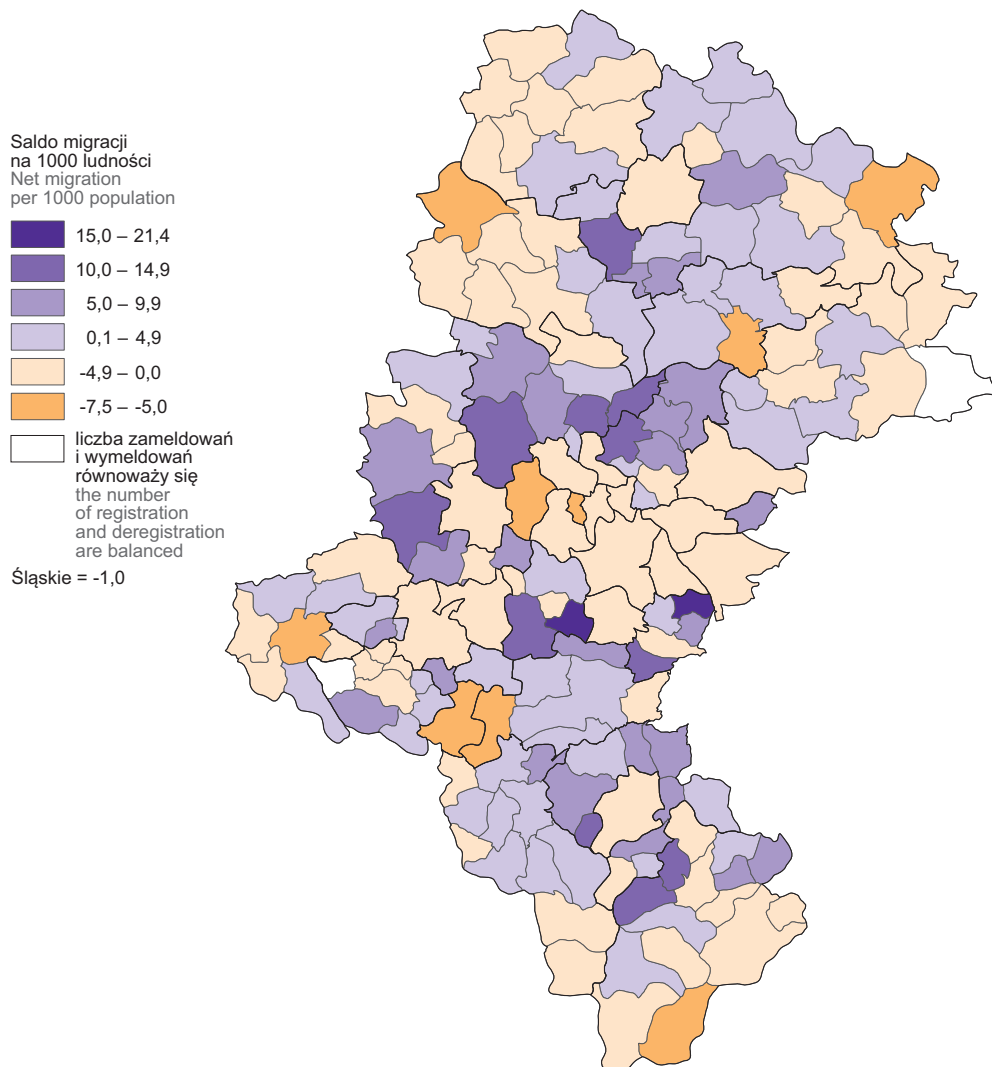 Saldo migracji
na 1000 ludności
Net migration
per 1000 population
15,0 – 21,4
10,0 – 14,9
5,0 – 9,9
0,1 – 4,9
-4,9 – 0,0
-7,5 – -5,0
liczba zameldowań
i wymeldowań
równoważy się
the number
of registration
and deregistration
are balanced
Śląskie = -1,0